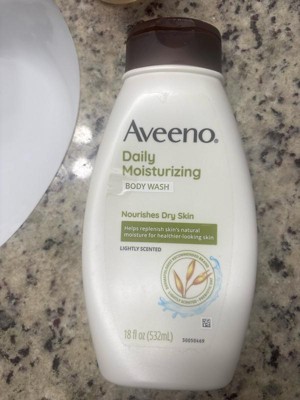 Aveeno®
Daily
Moisturizing
BODY WASH
Nourishes Dry Skin
Helps replenish skin's natural
moisture for healthier-looking skin
LIGHTLY SCENTED
18 fl oz (532mL)